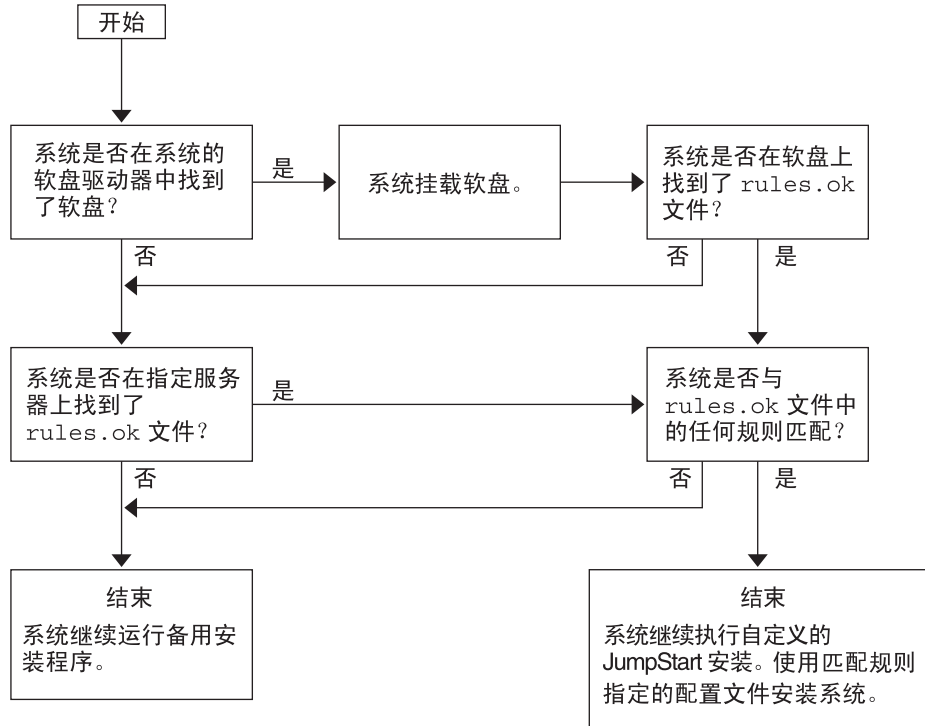 开始
系统是否在系统的
软盘驱动器中找到
了软盘？
是
系统挂载软盘。
系统是否在软盘上
找到了 rules.ok
文件？
否
否
是
系统是否在指定服务
器上找到了
rules.ok 文件？
是
系统是否与
rules.ok 文件中
的任何规则匹配？
否
否
是
结束
系统继续运行备用安
装程序。
结束
系统继续执行自定义的
JumpStart 安装。使用匹配规则
指定的配置文件安装系统。